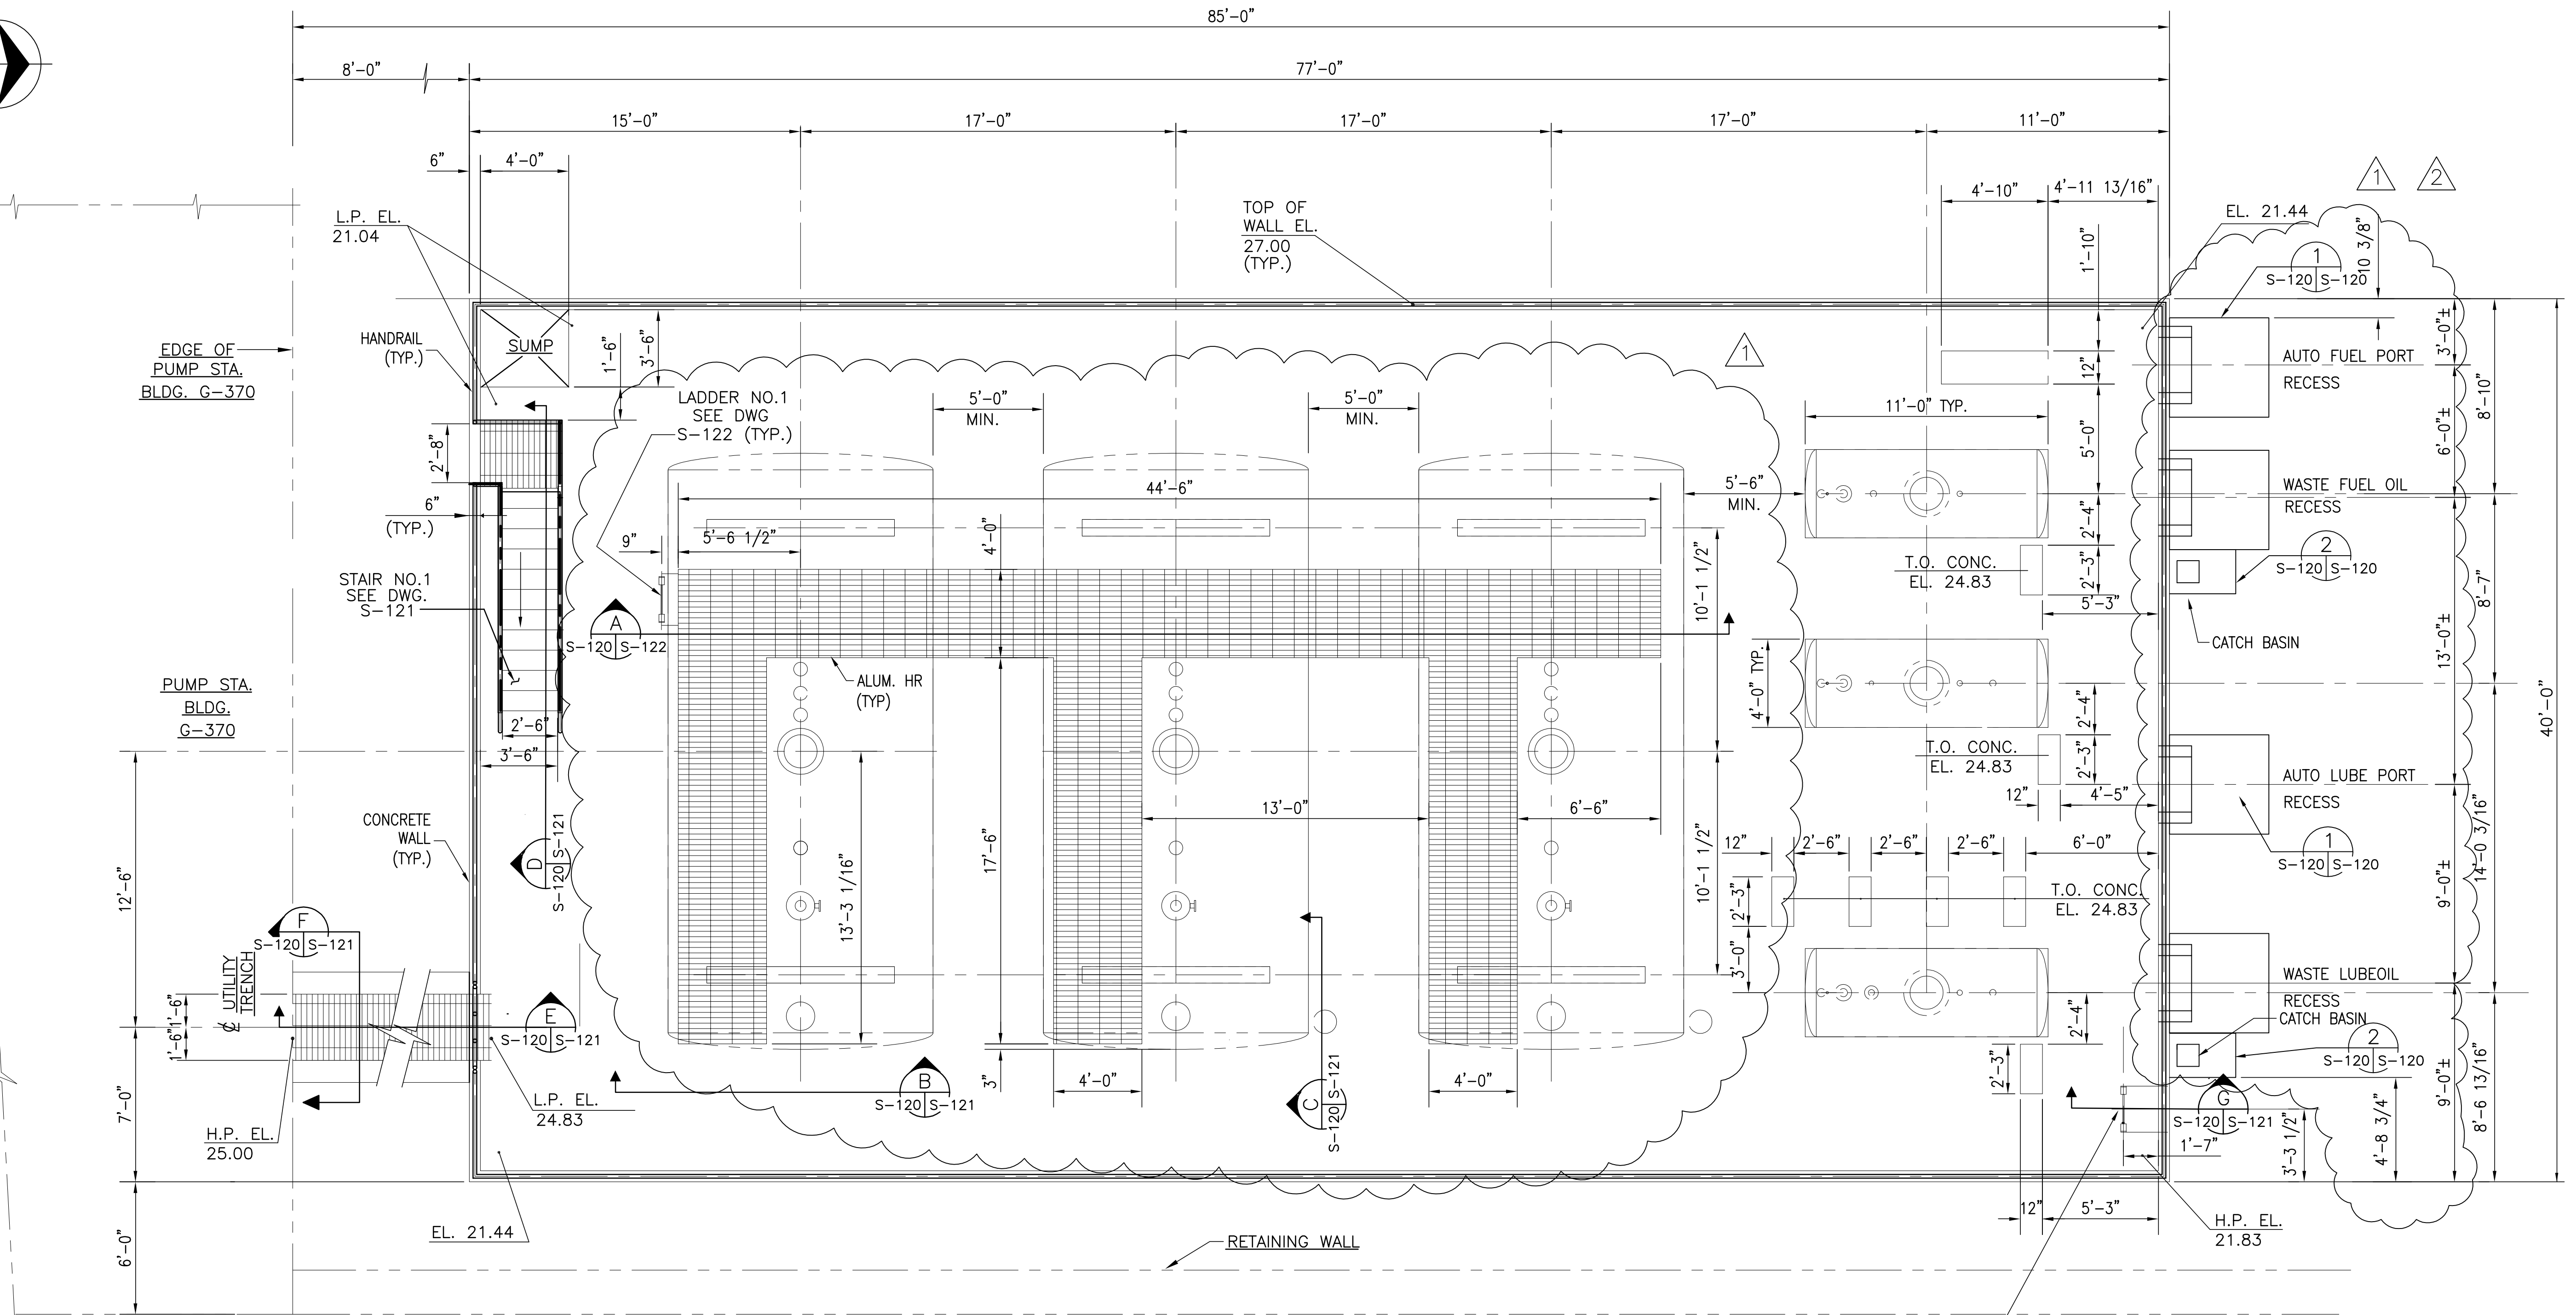 85'-0"
8'-0"
77'-0"
15'-0"
17'-0"
17'-0"
17'-0"
11'-0"
6"
4'-0"
4'-10"
4'-11 13/16"
1
2
L.P. EL.
21.04
TOP OF
WALL EL.
27.00
(TYP.)
1'-10"
EL. 21.44
10 3/8"
1
S-120
S-120
HANDRAIL
(TYP.)
SUMP
1'-6"
3'-6"
1
12"
3'-0"±
EDGE OF
PUMP STA.
BLDG. G-370
AUTO FUEL PORT
RECESS
8'-10"
LADDER NO.1
SEE DWG
S-122 (TYP.)
5'-0"
MIN.
5'-0"
MIN.
11'-0" TYP.
5'-0"
6'-0"±
2'-8"
44'-6"
5'-6"
MIN.
WASTE FUEL OIL
RECESS
6"
(TYP.)
9"
5'-6 1/2"
4'-0"
2'-4"
2
S-120
S-120
STAIR NO.1
SEE DWG.
S-121
10'-1 1/2"
T.O. CONC.
EL. 24.83
2'-3"
5'-3"
8'-7"
A
S-120
S-122
CATCH BASIN
13'-0"±
40'-0"
PUMP STA.
BLDG.
G-370
ALUM. HR
(TYP)
4'-0" TYP.
2'-4"
2'-6"
3'-6"
T.O. CONC.
EL. 24.83
2'-3"
AUTO LUBE PORT
RECESS
12"
4'-5"
CONCRETE
WALL
(TYP.)
13'-0"
6'-6"
1
S-120
S-120
12'-6"
D
S-120
S-121
17'-6"
13'-3 1/16"
10'-1 1/2"
12"
2'-6"
2'-6"
2'-6"
6'-0"
14'-0 3/16"
9'-0"±
2'-3"
T.O. CONC.
EL. 24.83
F
S-120
S-121
3'-0"
℄ UTILITY
TRENCH
WASTE LUBEOIL
RECESS
CATCH BASIN
1'-6"
1'-6"
E
S-120
S-121
2'-4"
2
S-120
S-120
7'-0"
3"
4'-0"
4'-0"
2'-3"
B
S-120
S-121
C
S-120
S-121
G
S-120
S-121
9'-0"±
8'-6 13/16"
L.P. EL.
24.83
H.P. EL.
25.00
1'-7"
3'-3 1/2"
4'-8 3/4"
12"
5'-3"
EL. 21.44
H.P. EL.
21.83
6'-0"
RETAINING WALL